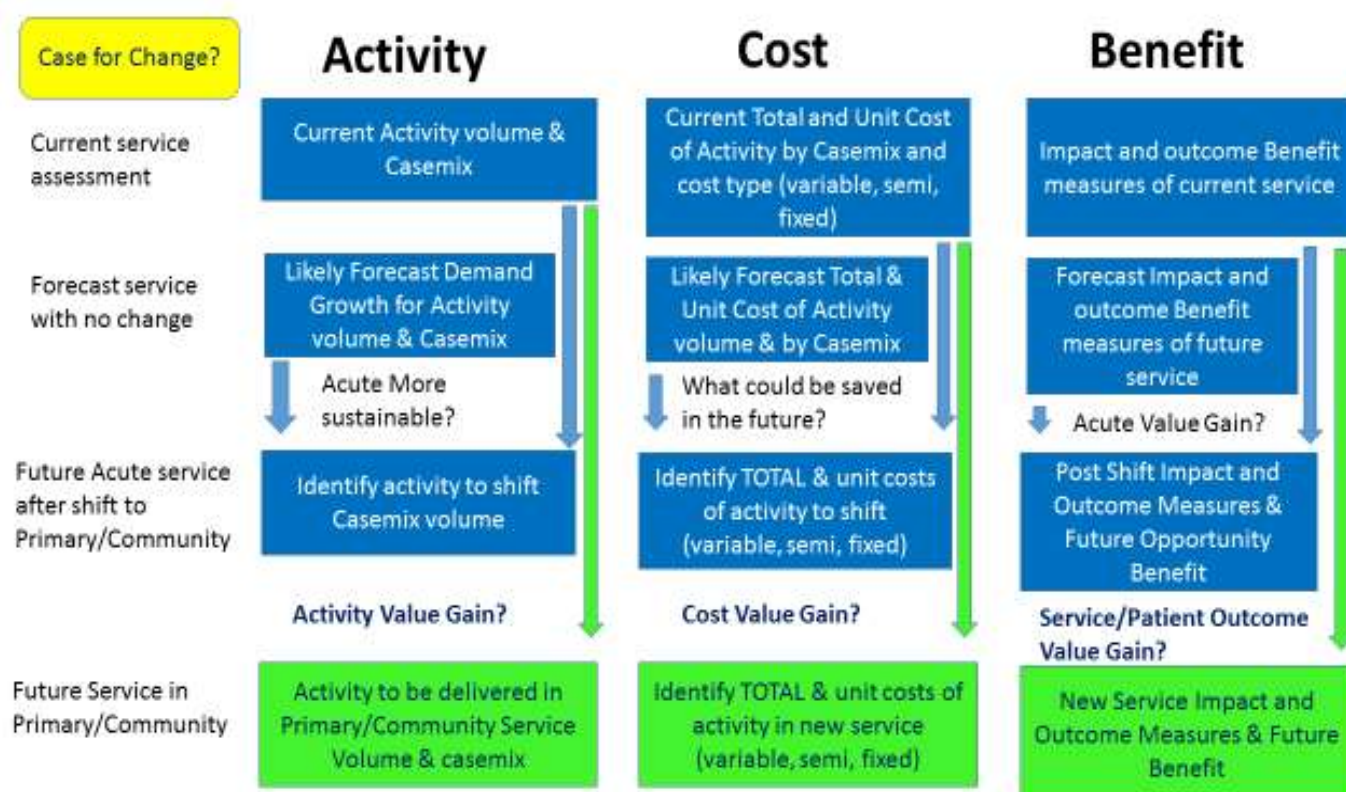 Case for Change?
Activity
Cost
Benefit
Current service
assessment
Current Activity volume &
Casemix
Current Total and Unit Cost
of Activity by Casemix and
cost type (variable, semi,
fixed)
Impact and outcome Benefit
measures of current service
Forecast service
with no change
Likely Forecast Demand
Growth for Activity
volume & Casemix
Likely Forecast Total &
Unit Cost of Activity
volume & by Casemix
Forecast Impact and
outcome Benefit
measures of future
service
Acute More
sustainable?
What could be saved
in the future?
Acute Value Gain?
Future Acute service
after shift to
Primary/Community
Identify activity to shift
Casemix volume
Identify TOTAL & unit costs
of activity to shift
(variable, semi, fixed)
Post Shift Impact and
Outcome Measures &
Future Opportunity
Benefit
Activity Value Gain?
Cost Value Gain?
Service/Patient Outcome
Value Gain?
Future Service in
Primary/Community
Activity to be delivered in
Primary/Community Service
Volume & casemix
Identify TOTAL & unit costs of
activity in new service
(variable, semi, fixed)
New Service Impact and
Outcome Measures & Future
Benefit